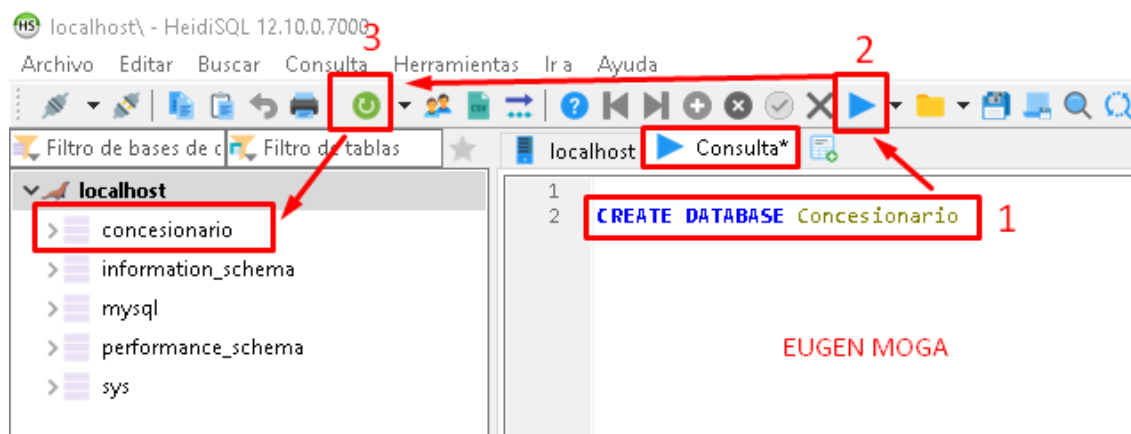 localhost\ - HeidiSQL 12.10.0.7000
3
2
Archivo Editar Buscar Consulta Herramientas Ir a Ayuda
Filtro de bases de c Filtro de tablas
localhost Consulta*
localhost
1
2 CREATE DATABASE Concesionario
1
concesionario
information_schema
mysql
performance_schema
sys
EUGEN MOGA